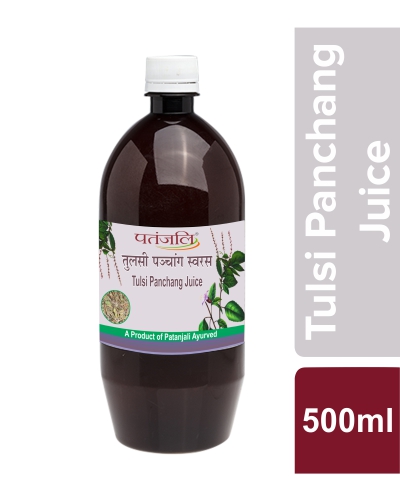 पतंजलि®
तुलसी पञ्चांग स्वरस
Tulsi Panchang Juice
A Product of Patanjali Ayurved
Tulsi Panchang
Juice
500ml